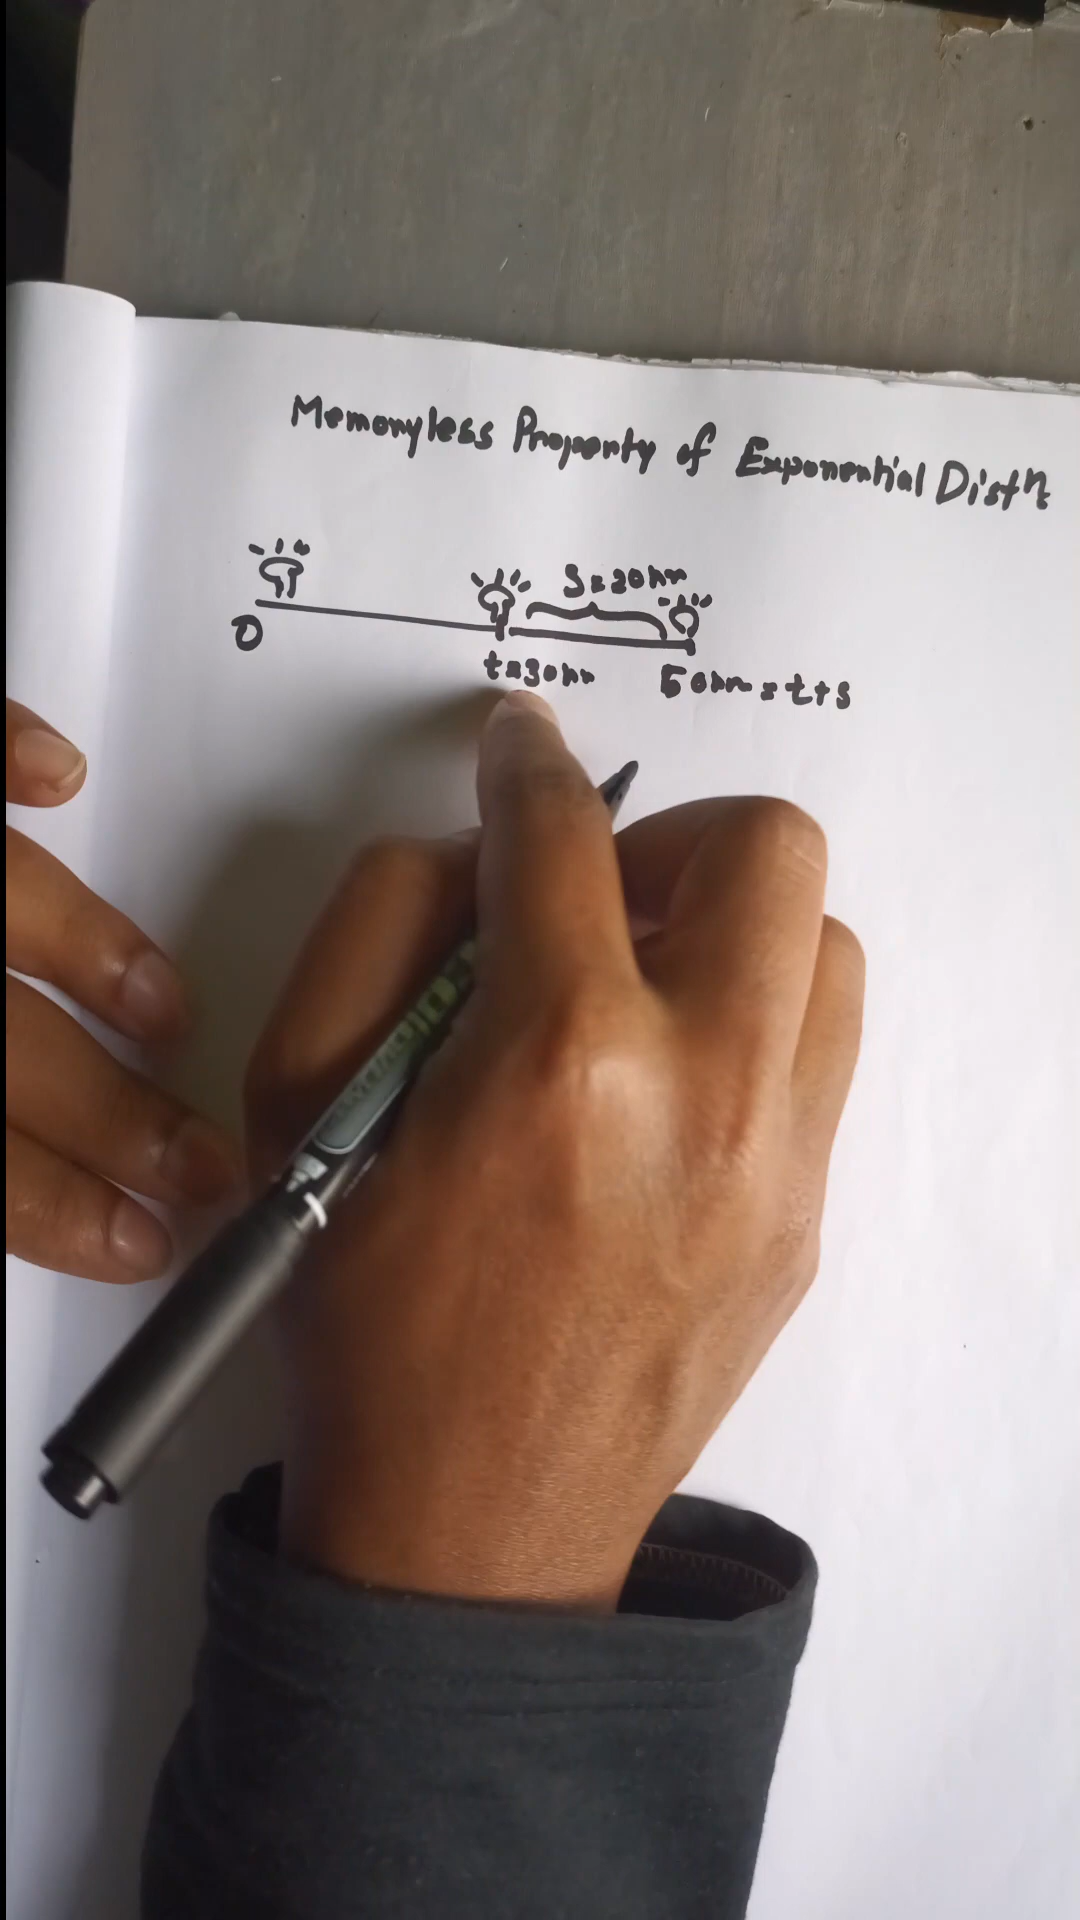 Memoryless Property of Exponential Distn
S=20hr
0
t=30hr
50hr = t+s